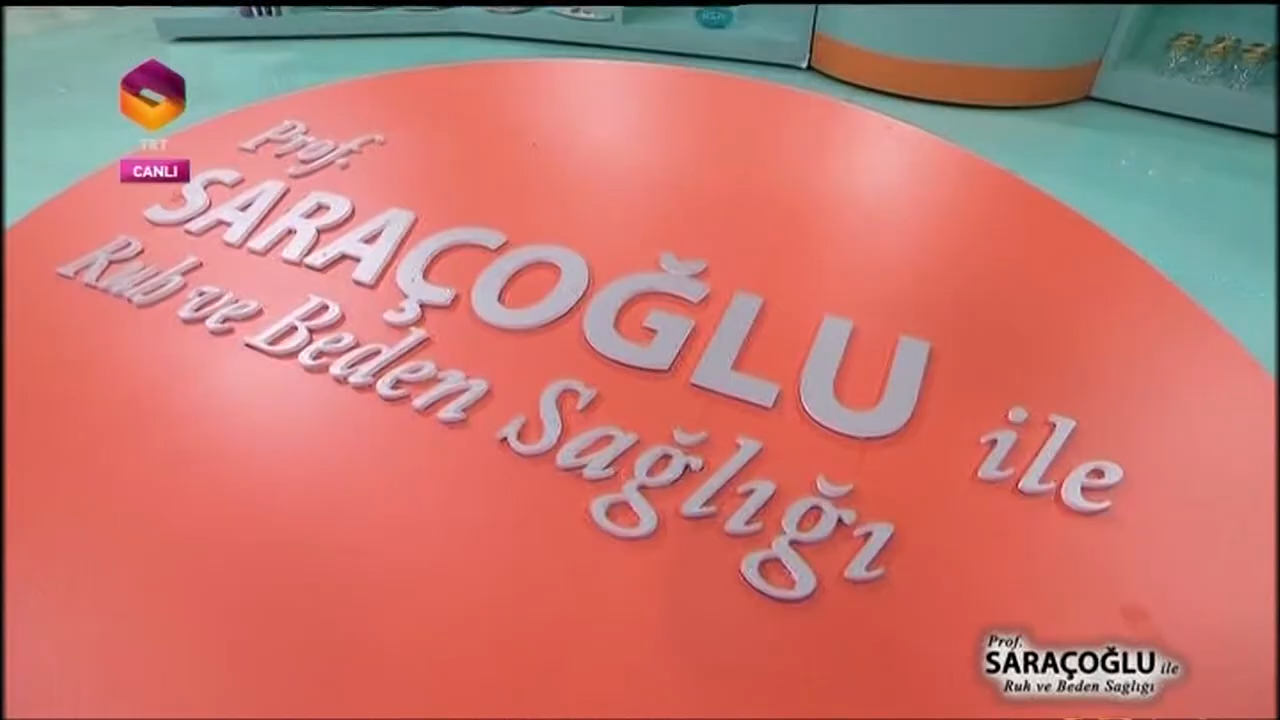 TRT
CANLI
Prof.
SARAÇOĞLU ile
Ruh ve Beden Sağlığı
Prof.
SARAÇOĞLU ile
Ruh ve Beden Sağlığı